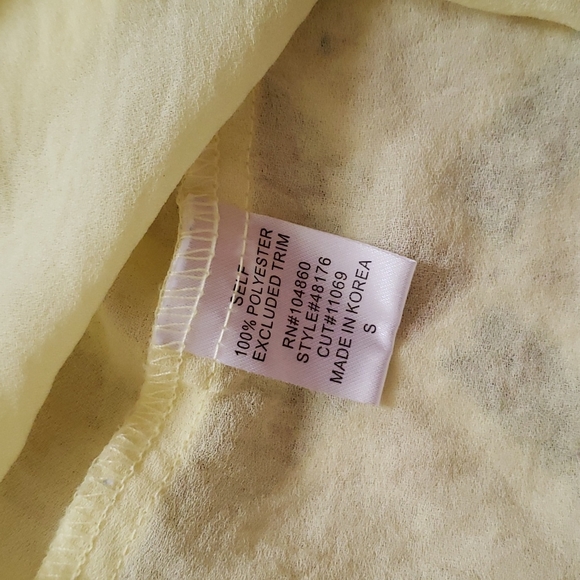 SELF
100% POLYESTER
EXCLUDED TRIM
RN#104860
STYLE#48176
CUT#11069
MADE IN KOREA
S